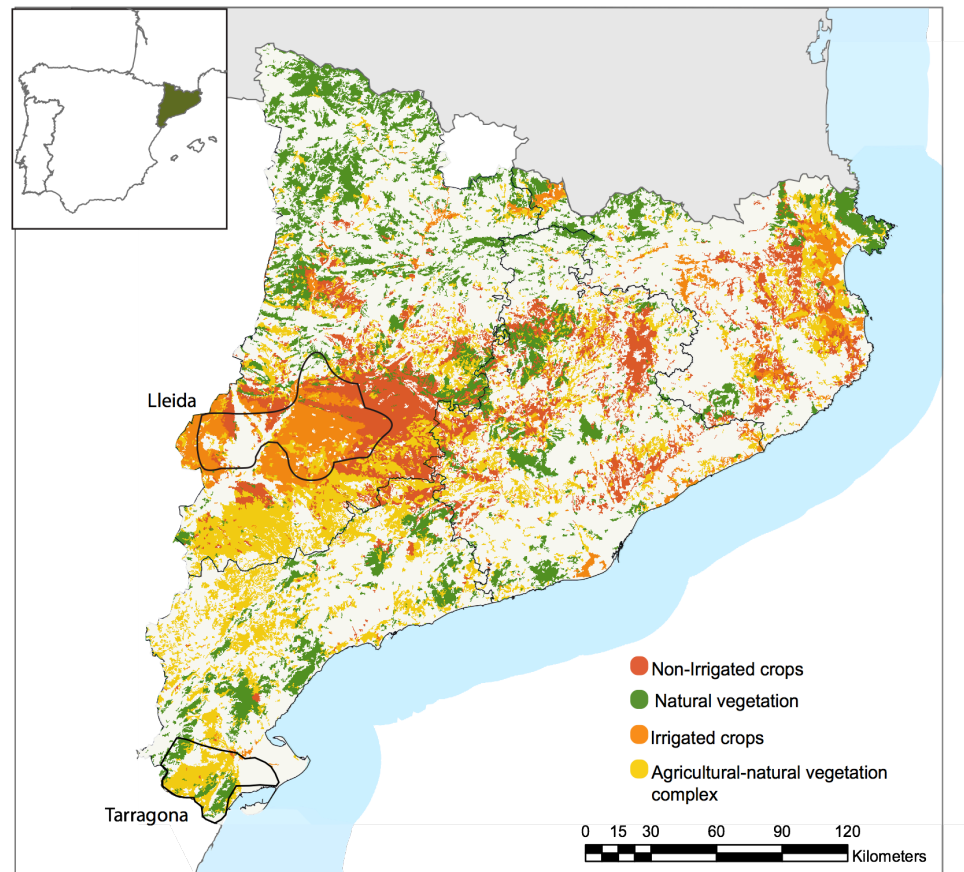 Lleida
Non-Irrigated crops
Natural vegetation
Irrigated crops
Agricultural-natural vegetation
complex
Tarragona
0 15 30 60 90 120
Kilometers